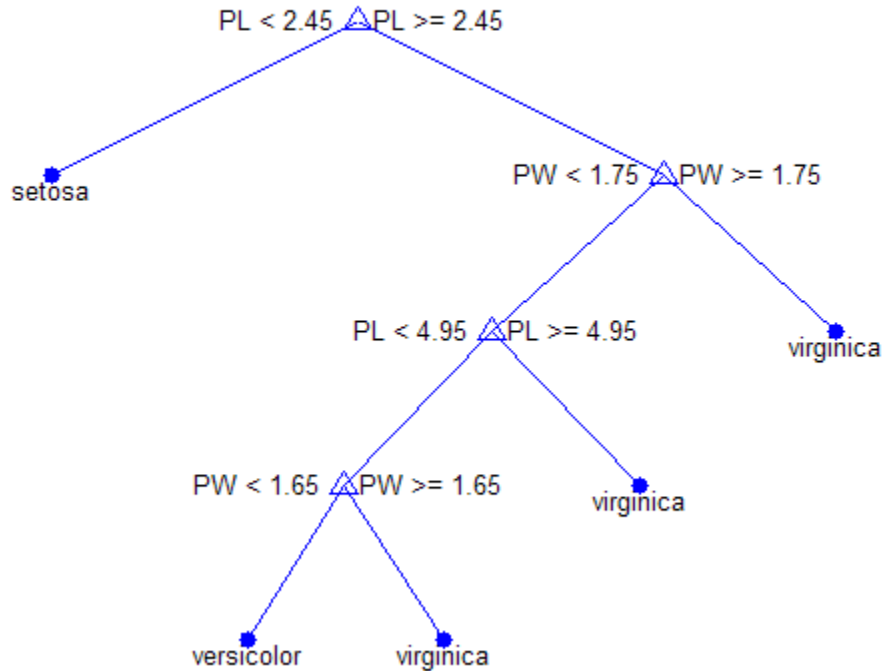 PL < 2.45 PL >= 2.45
setosa
PW < 1.75 PW >= 1.75
PL < 4.95 PL >= 4.95
virginica
PW < 1.65 PW >= 1.65
virginica
versicolor
virginica